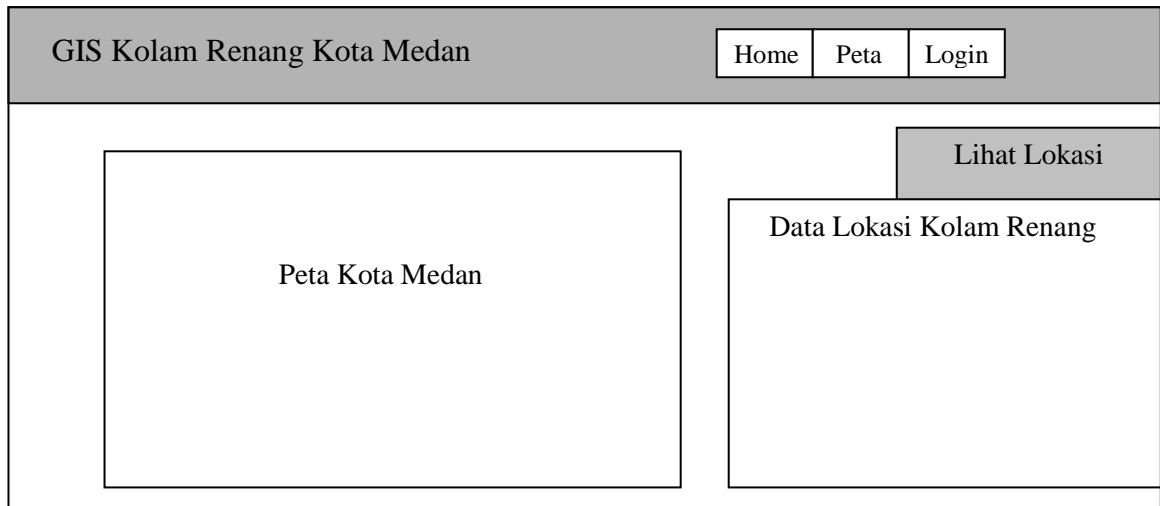 GIS Kolam Renang Kota Medan
Home
Peta
Login
Lihat Lokasi
Data Lokasi Kolam Renang
Peta Kota Medan